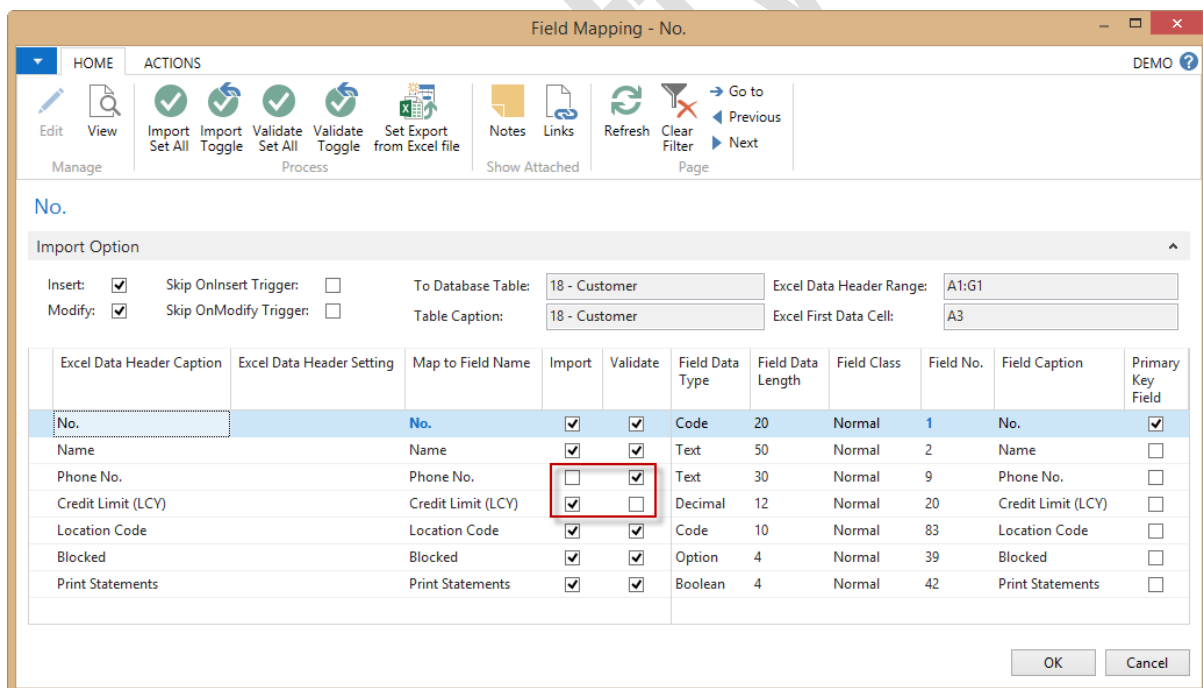 Field Mapping - No.
HOME ACTIONS DEMO ?
Edit View Import Set All Import Toggle Validate Set All Validate Toggle Set Export from Excel file Notes Links Refresh Clear Filter Go to
Previous
Next
Manage Process Show Attached Page
No.
Import Option
Insert: Skip OnInsert Trigger: To Database Table: 18 - Customer Excel Data Header Range: A1:G1
Modify: Skip OnModify Trigger: Table Caption: 18 - Customer Excel First Data Cell: A3
Excel Data Header Caption Excel Data Header Setting Map to Field Name Import Validate Field Data Type Field Data Length Field Class Field No. Field Caption Primary Key Field
No. No. Code 20 Normal 1 No.
Name Name Text 50 Normal 2 Name
Phone No. Phone No. Text 30 Normal 9 Phone No.
Credit Limit (LCY) Credit Limit (LCY) Decimal 12 Normal 20 Credit Limit (LCY)
Location Code Location Code Code 10 Normal 83 Location Code
Blocked Blocked Option 4 Normal 39 Blocked
Print Statements Print Statements Boolean 4 Normal 42 Print Statements
OK Cancel